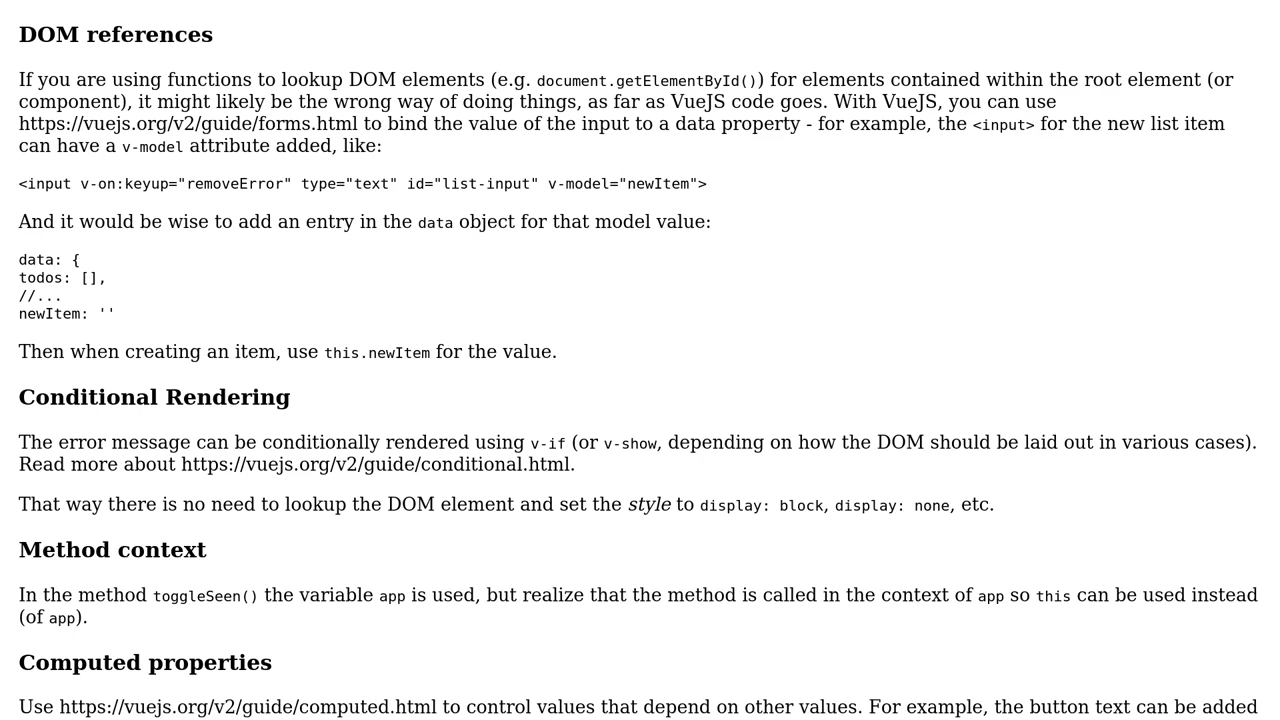 DOM references
If you are using functions to lookup DOM elements (e.g. document.getElementById()) for elements contained within the root element (or
component), it might likely be the wrong way of doing things, as far as VueJS code goes. With VueJS, you can use
https://vuejs.org/v2/guide/forms.html to bind the value of the input to a data property - for example, the <input> for the new list item
can have a v-model attribute added, like:
<input v-on:keyup="removeError" type="text" id="list-input" v-model="newItem">
And it would be wise to add an entry in the data object for that model value:
data: {
todos: [],
//...
newItem: ''
Then when creating an item, use this.newItem for the value.
Conditional Rendering
The error message can be conditionally rendered using v-if (or v-show, depending on how the DOM should be laid out in various cases).
Read more about https://vuejs.org/v2/guide/conditional.html.
That way there is no need to lookup the DOM element and set the style to display: block, display: none, etc.
Method context
In the method toggleSeen() the variable app is used, but realize that the method is called in the context of app so this can be used instead
(of app).
Computed properties
Use https://vuejs.org/v2/guide/computed.html to control values that depend on other values. For example, the button text can be added